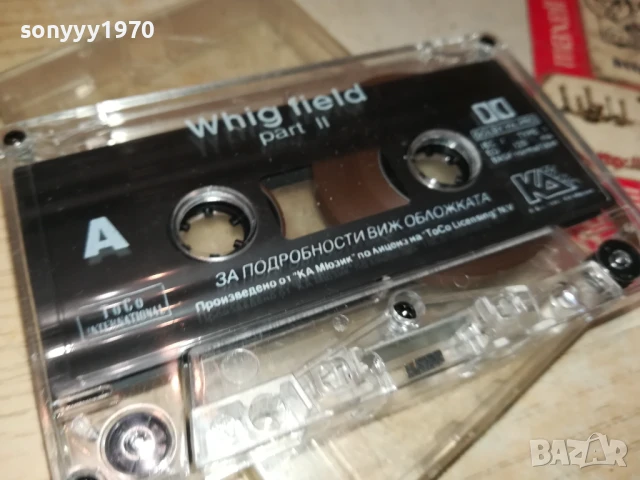 sonyyy1970
maxell
Whig field
part II
A
ЗА ПОДРОБНОСТИ ВИЖ ОБЛОЖКАТА
Произведено от "КА Мюзик" по лиценз на "ToCo Licensing N.V
ToCo
INTERNATIONAL
KA
BAZAR